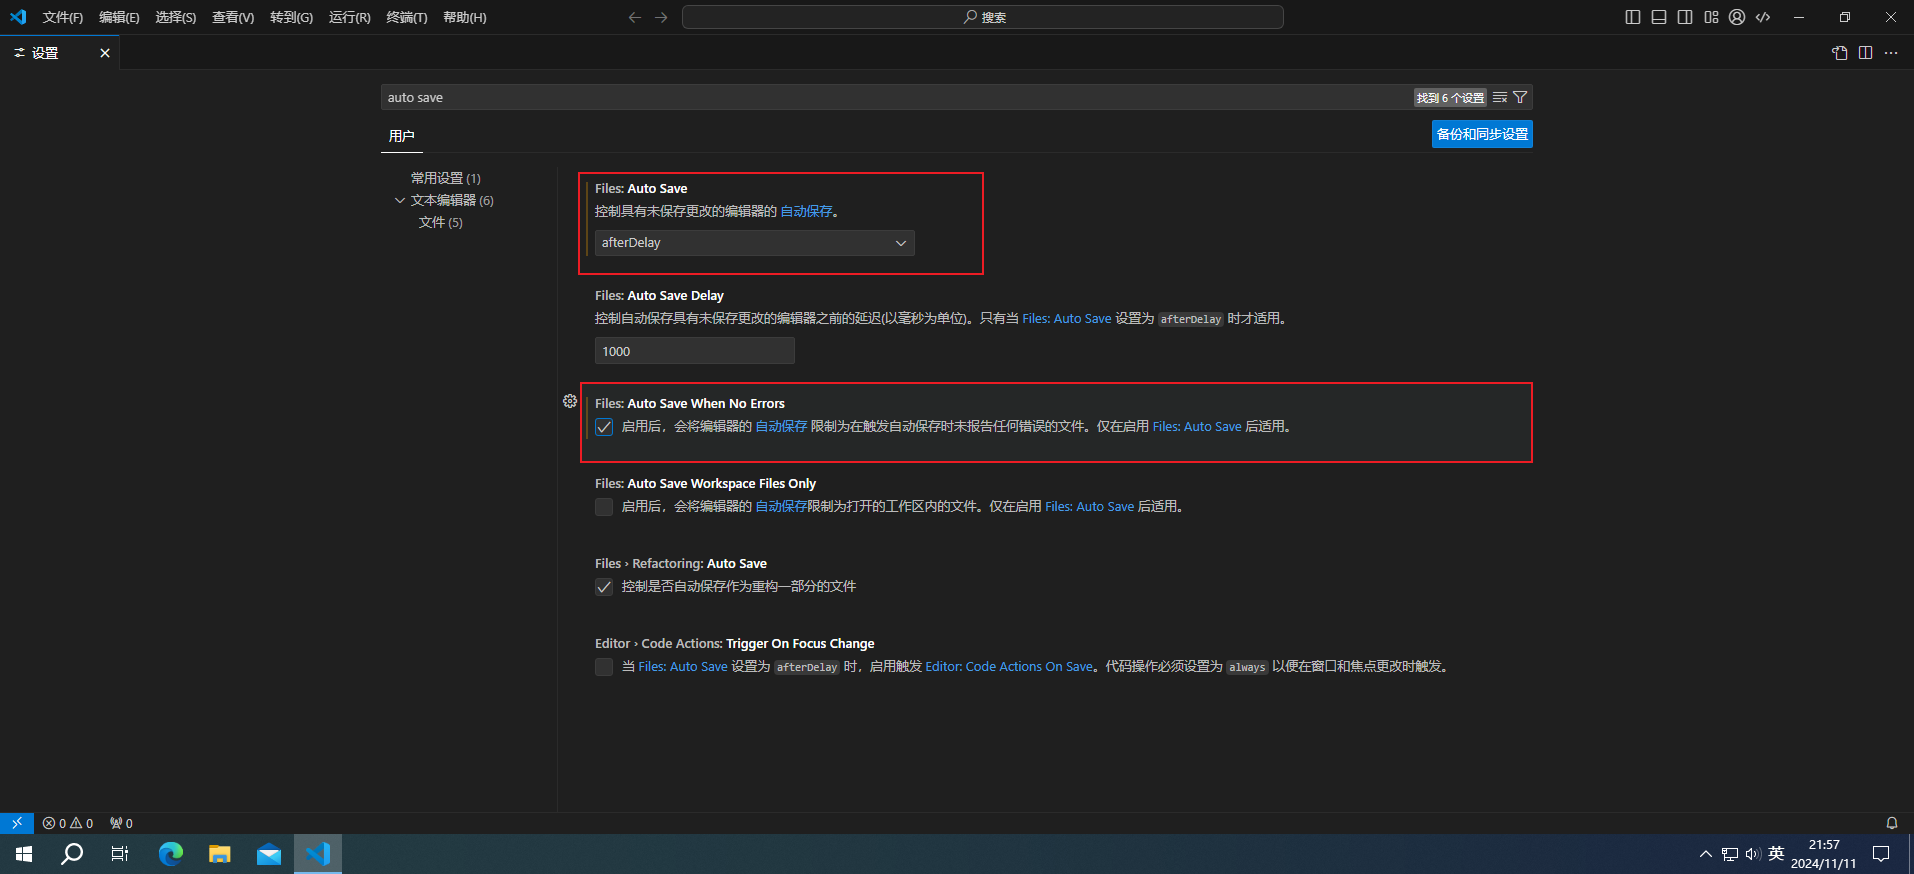 文件(F) 编辑(E) 选择(S) 查看(V) 转到(G) 运行(R) 终端(T) 帮助(H) 搜索
设置
auto save 找到 6 个设置
用户 备份和同步设置
常用设置 (1)
文本编辑器 (6)
文件 (5)
Files: Auto Save
控制具有未保存更改的编辑器的 自动保存。
afterDelay
Files: Auto Save Delay
控制自动保存具有未保存更改的编辑器之前的延迟(以毫秒为单位)。只有当 Files: Auto Save 设置为 afterDelay 时才适用。
1000
Files: Auto Save When No Errors
启用后，会将编辑器的 自动保存 限制为在触发自动保存时未报告任何错误的文件。仅在启用 Files: Auto Save 后适用。
Files: Auto Save Workspace Files Only
启用后，会将编辑器的 自动保存限制为打开的工作区内的文件。仅在启用 Files: Auto Save 后适用。
Files › Refactoring: Auto Save
控制是否自动保存作为重构一部分的文件
Editor › Code Actions: Trigger On Focus Change
当 Files: Auto Save 设置为 afterDelay 时，启用触发 Editor: Code Actions On Save。代码操作必须设置为 always 以便在窗口和焦点更改时触发。
0 0 0
英 21:57
2024/11/11